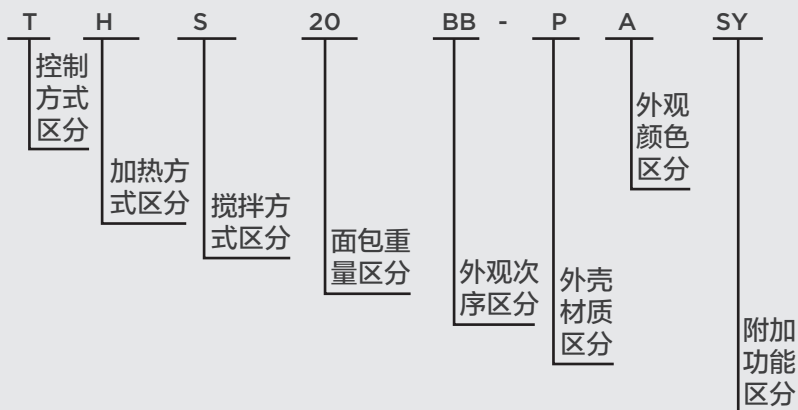 T H S 20 BB - P A SY
控制
方式
区分
加热方
式区分
搅拌方
式区分
面包重
量区分
外观次
序区分
外壳
材质
区分
外观
颜色
区分
附加
功能
区分